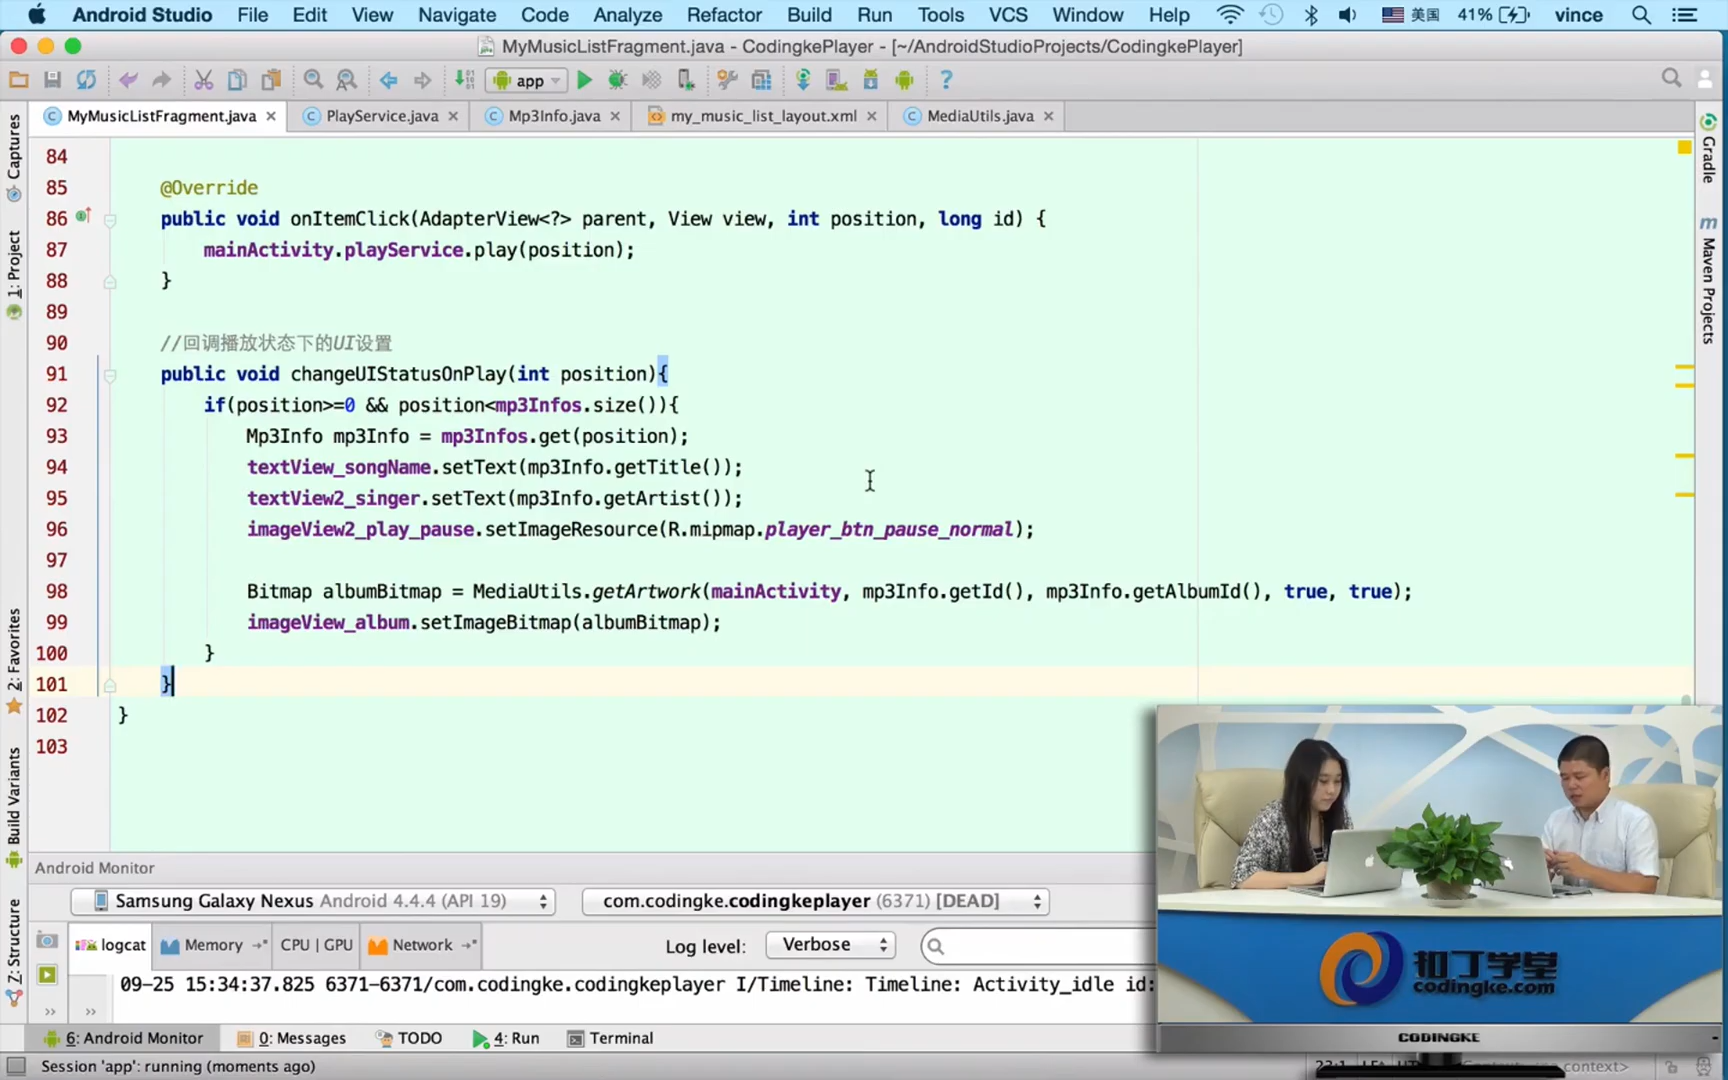 Android Studio File Edit View Navigate Code Analyze Refactor Build Run Tools VCS Window Help 美国 41% vince
MyMusicListFragment.java - CodingkePlayer - [~/AndroidStudioProjects/CodingkePlayer]
app
MyMusicListFragment.java PlayService.java Mp3Info.java my_music_list_layout.xml MediaUtils.java
Captures
1: Project
2: Favorites
Build Variants
Z: Structure
Gradle
Maven Projects
84
85 @Override
86 public void onItemClick(AdapterView<?> parent, View view, int position, long id) {
87 mainActivity.playService.play(position);
88 }
89
90 //回调播放状态下的UI设置
91 public void changeUIStatusOnPlay(int position){
92 if(position>=0 && position<mp3Infos.size()){
93 Mp3Info mp3Info = mp3Infos.get(position);
94 textView_songName.setText(mp3Info.getTitle());
95 textView2_singer.setText(mp3Info.getArtist());
96 imageView2_play_pause.setImageResource(R.mipmap.player_btn_pause_normal);
97
98 Bitmap albumBitmap = MediaUtils.getArtwork(mainActivity, mp3Info.getId(), mp3Info.getAlbumId(), true, true);
99 imageView_album.setImageBitmap(albumBitmap);
100 }
101 }
102 }
103
Android Monitor
Samsung Galaxy Nexus Android 4.4.4 (API 19) com.codingke.codingkeplayer (6371) [DEAD]
logcat Memory CPU | GPU Network Log level: Verbose
09-25 15:34:37.825 6371-6371/com.codingke.codingkeplayer I/Timeline: Timeline: Activity_idle id:
6: Android Monitor 0: Messages TODO 4: Run Terminal
Session 'app': running (moments ago)
扣丁学堂
codingke.com
CODINGKE